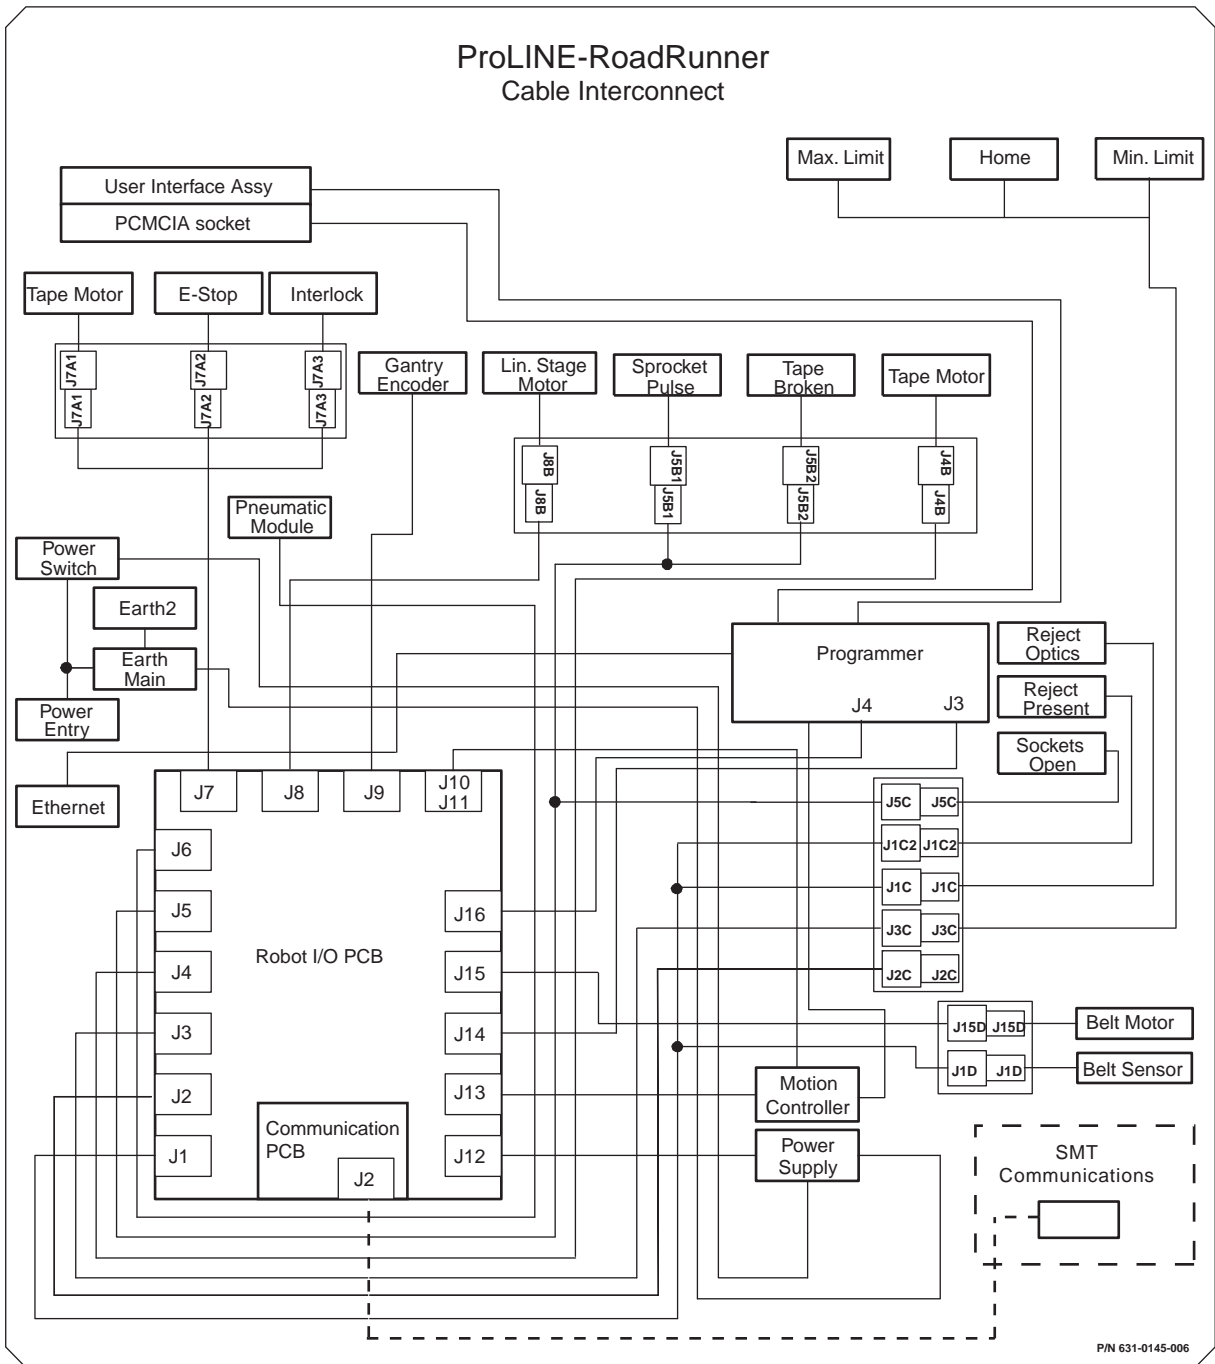 ProLINE-RoadRunner
Cable Interconnect
Max. Limit
Home
Min. Limit
User Interface Assy
PCMCIA socket
Tape Motor
E-Stop
Interlock
J7A1
J7A2
J7A3
J7A1
J7A2
J7A3
Gantry
Encoder
Lin. Stage
Motor
Sprocket
Pulse
Tape
Broken
Tape Motor
J8B
J5B1
J5B2
J4B
J8B
J5B1
J5B2
J4B
Pneumatic
Module
Power
Switch
Earth2
Earth
Main
Power
Entry
Ethernet
Programmer
J4
J3
Reject
Optics
Reject
Present
Sockets
Open
J7
J8
J9
J10
J11
J6
J5
J4
J3
J2
J1
Robot I/O PCB
J16
J15
J14
J13
J12
Communication
PCB
J2
J5C
J5C
J1C2
J1C2
J1C
J1C
J3C
J3C
J2C
J2C
J15D
J15D
Belt Motor
J1D
J1D
Belt Sensor
Motion
Controller
Power
Supply
SMT
Communications
P/N 631-0145-006